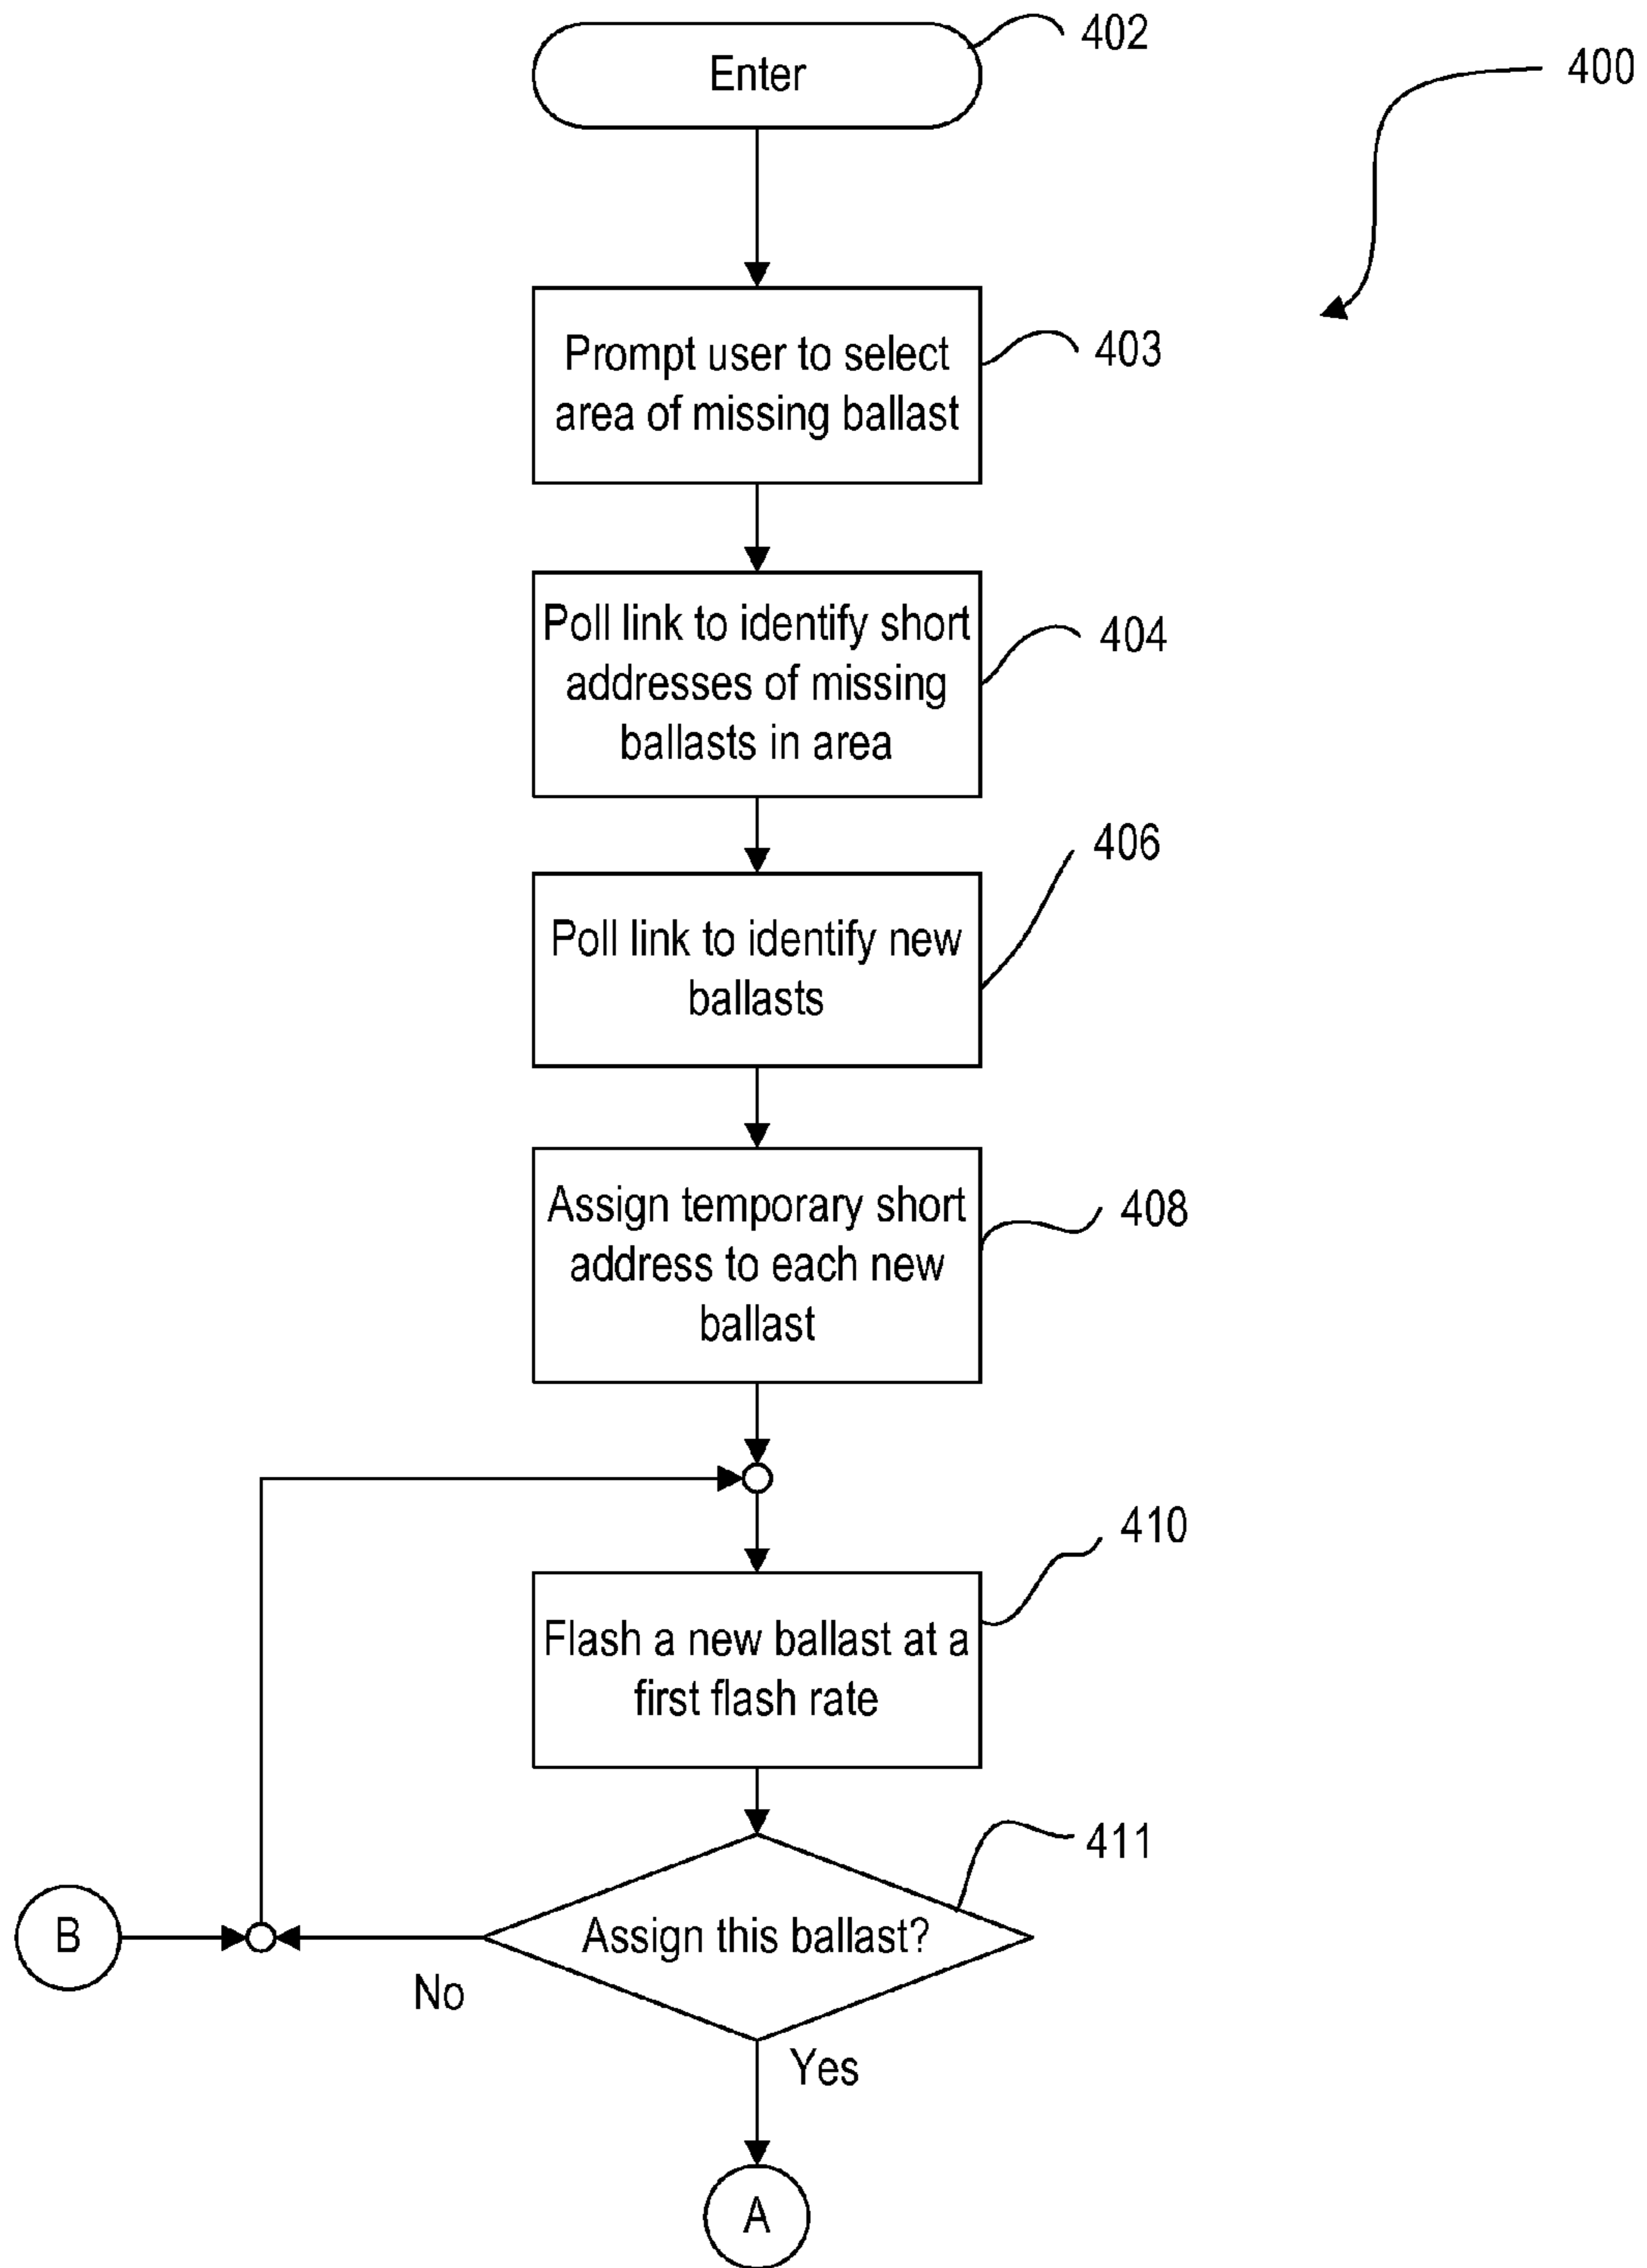 Enter
402
400
Prompt user to select
area of missing ballast
403
Poll link to identify short
addresses of missing
ballasts in area
404
406
Poll link to identify new
ballasts
Assign temporary short
address to each new
ballast
408
410
Flash a new ballast at a
first flash rate
411
Assign this ballast?
B
No
Yes
A